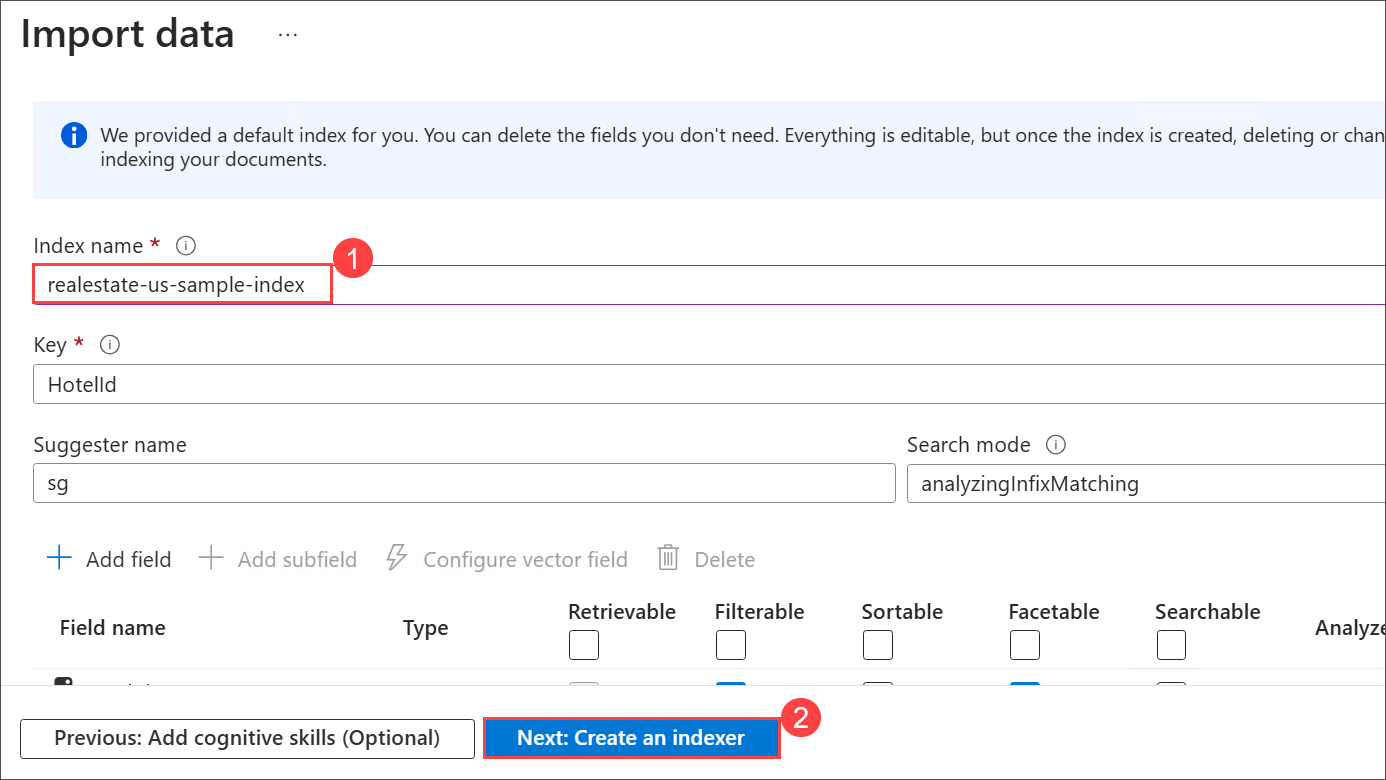 Import data ...
We provided a default index for you. You can delete the fields you don't need. Everything is editable, but once the index is created, deleting or chan
indexing your documents.
Index name *
1
realestate-us-sample-index
Key *
HotelId
Suggester name
Search mode
sg
analyzingInfixMatching
Add field
Add subfield
Configure vector field
Delete
Field name
Type
Retrievable
Filterable
Sortable
Facetable
Searchable
Analyze
Previous: Add cognitive skills (Optional)
Next: Create an indexer
2